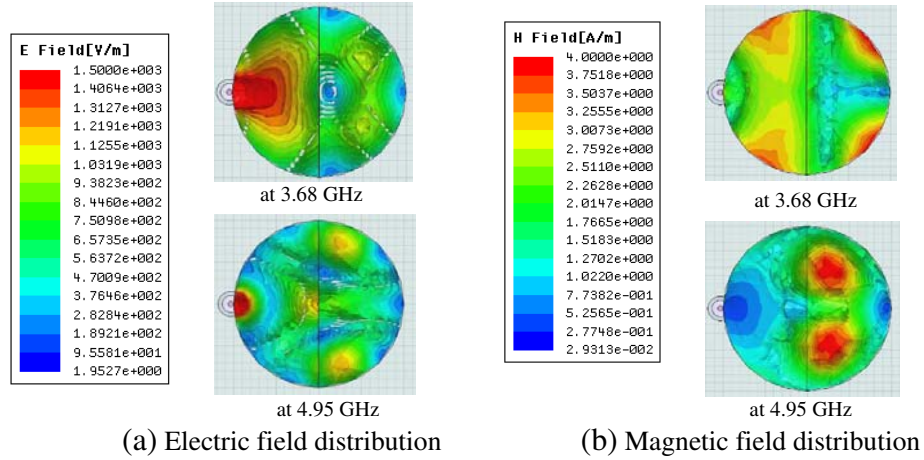 E Field[V/m]
1.5000e+003
1.4064e+003
1.3127e+003
1.2191e+003
1.1255e+003
1.0319e+003
9.3823e+002
8.4460e+002
7.5098e+002
6.5735e+002
5.6372e+002
4.7009e+002
3.7646e+002
2.8284e+002
1.8921e+002
9.5581e+001
1.9527e+000
at 3.68 GHz
at 4.95 GHz
(a) Electric field distribution
H Field[A/m]
4.0000e+000
3.7518e+000
3.5037e+000
3.2555e+000
3.0073e+000
2.7592e+000
2.5110e+000
2.2628e+000
2.0147e+000
1.7665e+000
1.5183e+000
1.2702e+000
1.0220e+000
7.7382e-001
5.2565e-001
2.7748e-001
2.9313e-002
at 3.68 GHz
at 4.95 GHz
(b) Magnetic field distribution